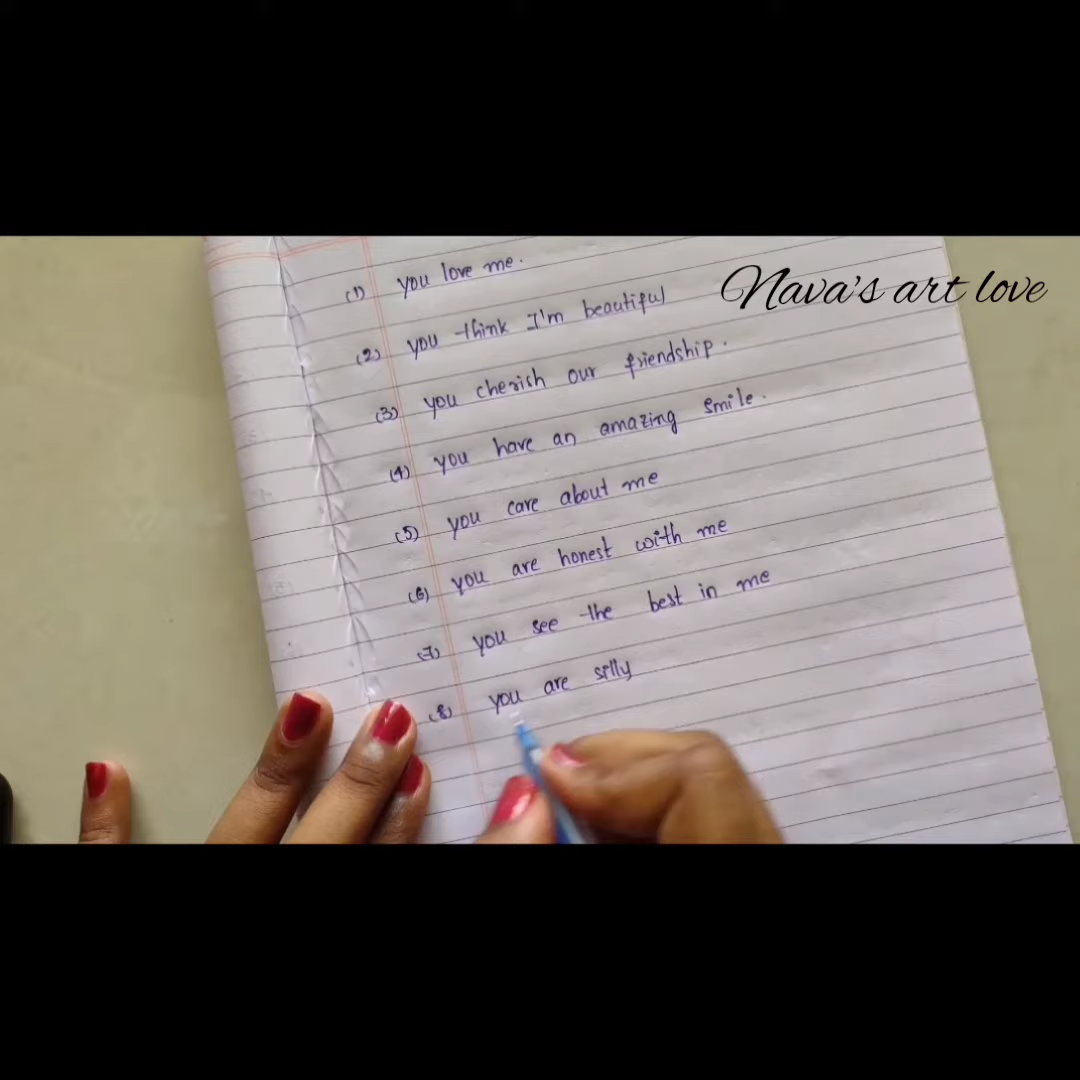 Nava's art love
(1) you love me.
(2) you think I'm beautiful
(3) you cherish our friendship.
(4) you have an amazing smile.
(5) you care about me
(6) you are honest with me
(7) you see the best in me
(8) you are silly